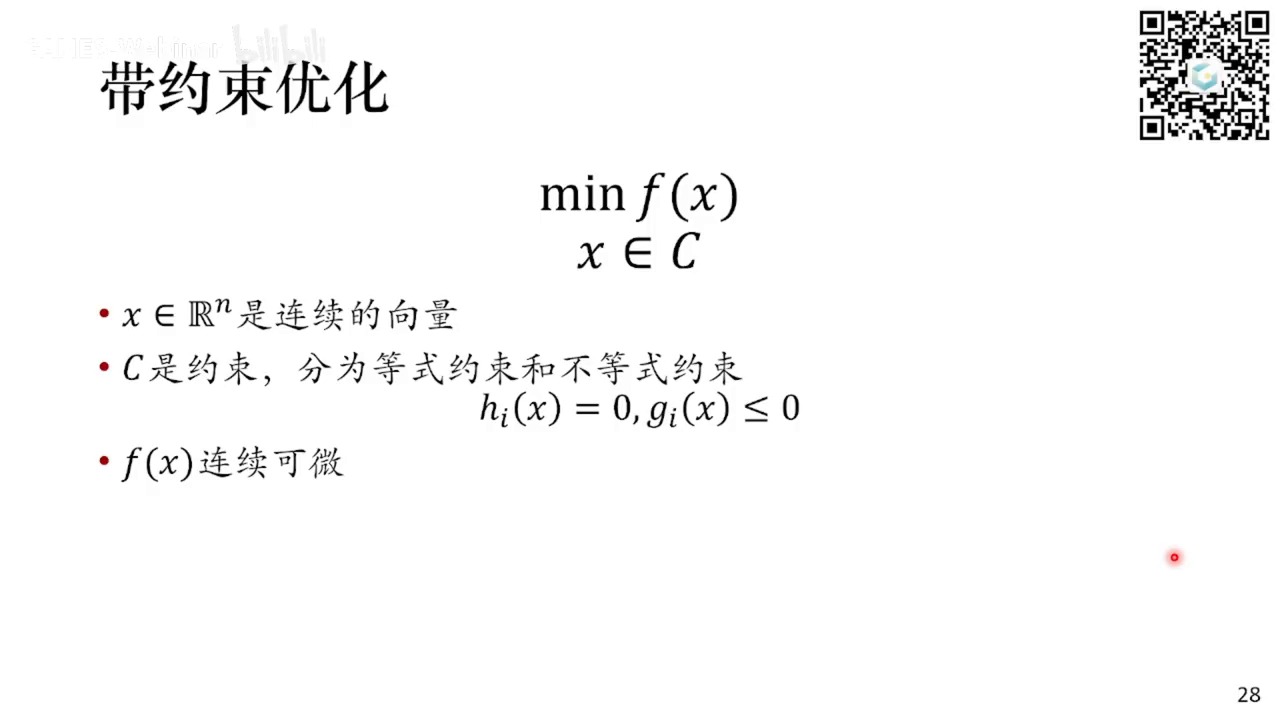 bilibili
带约束优化
min f(x)
x ∈ C
• x ∈ ℝⁿ是连续的向量
• C是约束，分为等式约束和不等式约束
hᵢ(x) = 0, gᵢ(x) ≤ 0
• f(x)连续可微
28